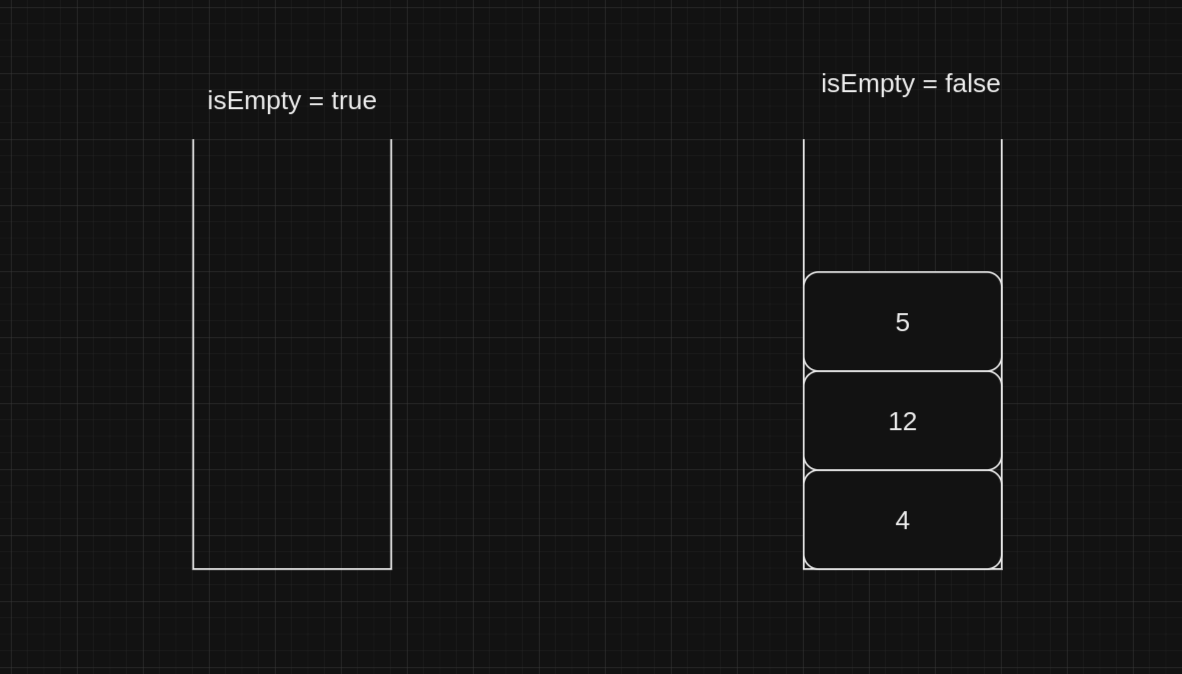 isEmpty = true
isEmpty = false
5
12
4